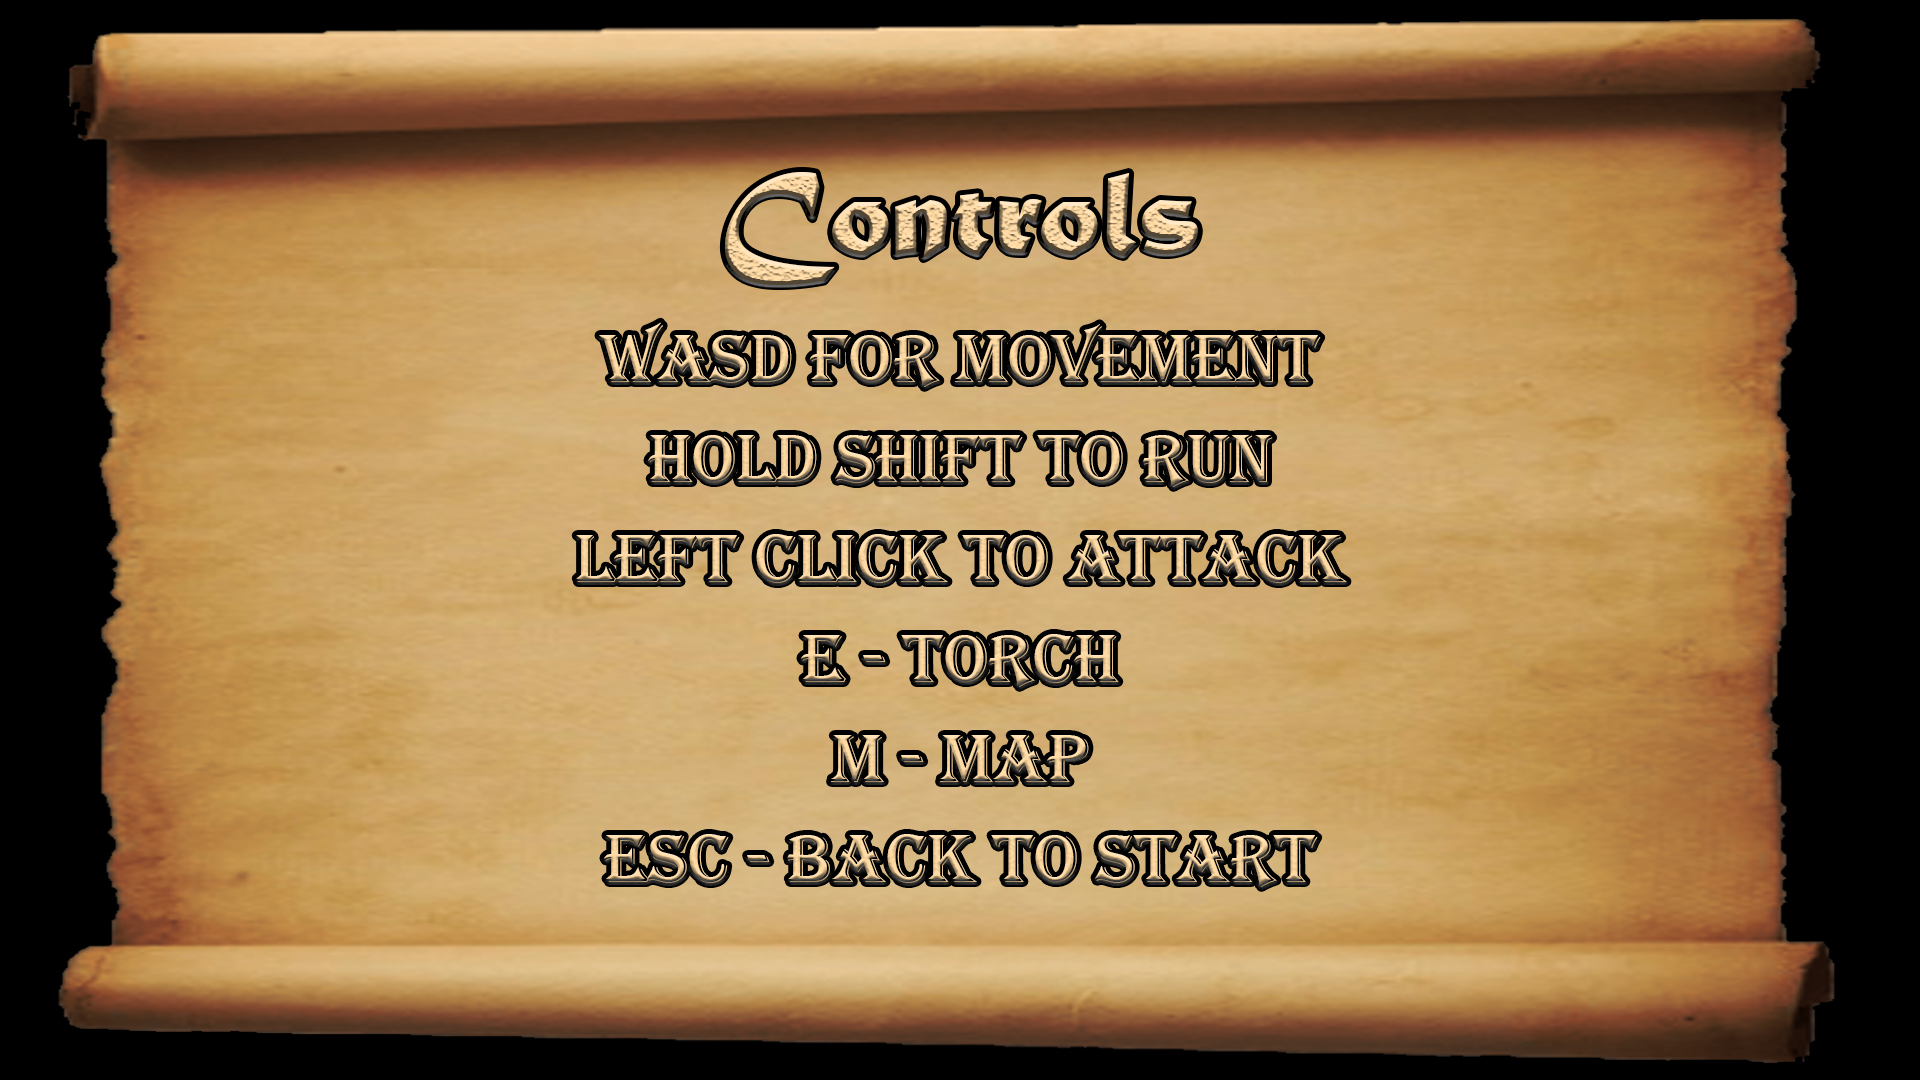 Controls
WASD FOR MOVEMENT
HOLD SHIFT TO RUN
LEFT CLICK TO ATTACK
E - TORCH
M - MAP
ESC - BACK TO START